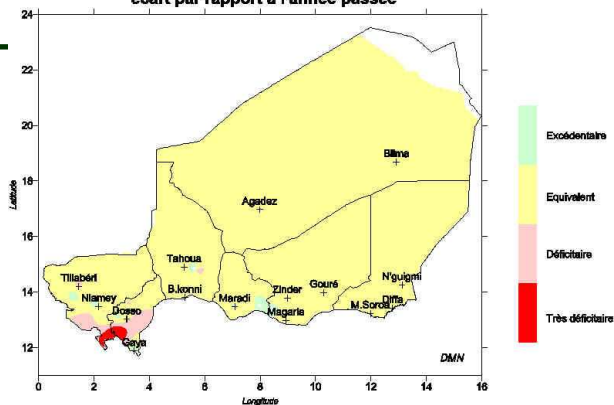 écart par rapport à l'année passée
24
22
20
18
16
14
12
Latitude
0
2
4
6
8
10
12
14
16
Longitude
Bilma
Agadez
Tahoua
Tillabéri
N'guigmi
B.konni
Zinder
Gouré
Niamey
Maradi
Diffa
Dosso
Magaria
M.Soroa
Gaya
DMN
Excédentaire
Equivalent
Déficitaire
Très déficitaire